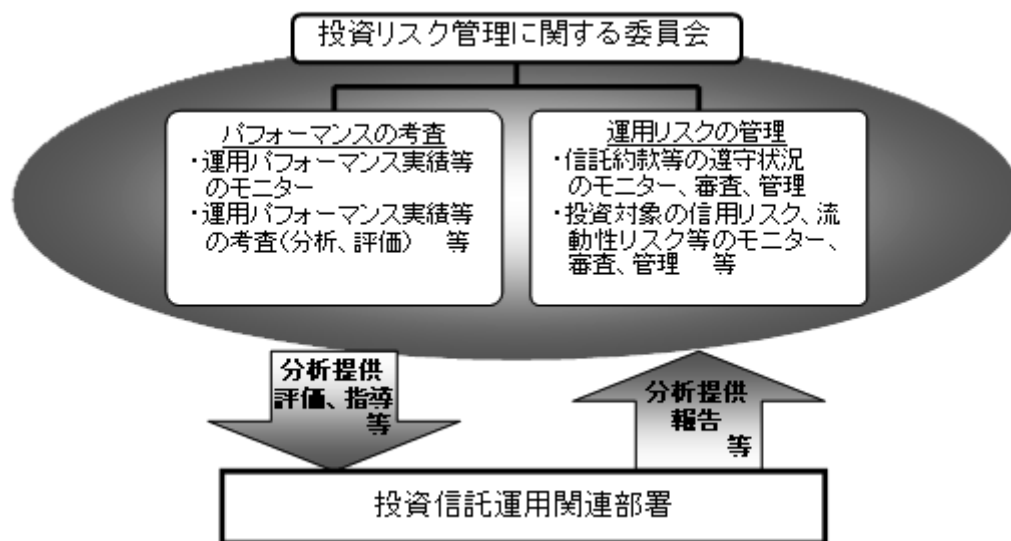 投資リスク管理に関する委員会
パフォーマンスの考査
・運用パフォーマンス実績等
のモニター
・運用パフォーマンス実績等
の考査(分析、評価)　等
運用リスクの管理
・信託約款等の遵守状況
のモニター、審査、管理
・投資対象の信用リスク、流
動性リスク等のモニター、
審査、管理　等
分析提供
評価、指導
等
分析提供
報告
等
投資信託運用関連部署